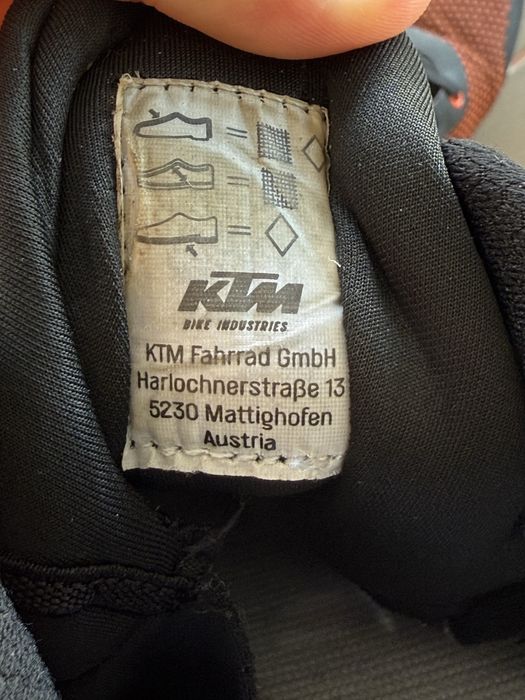 =
=
=
KTM
BIKE INDUSTRIES
KTM Fahrrad GmbH
Harlochnerstraße 13
5230 Mattighofen
Austria